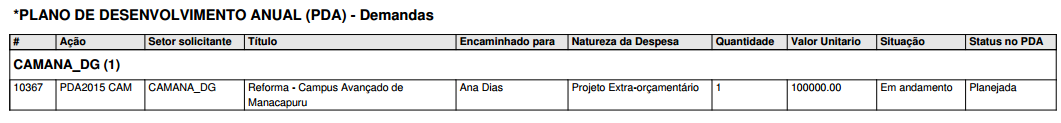 *PLANO DE DESENVOLVIMENTO ANUAL (PDA) - Demandas
# Ação Setor solicitante Título Encaminhado para Natureza da Despesa Quantidade Valor Unitario Situação Status no PDA
CAMANA_DG (1)
10367 PDA2015 CAM CAMANA_DG Reforma - Campus Avançado de Ana Dias Projeto Extra-orçamentário 1 100000.00 Em andamento Planejada
Manacapuru